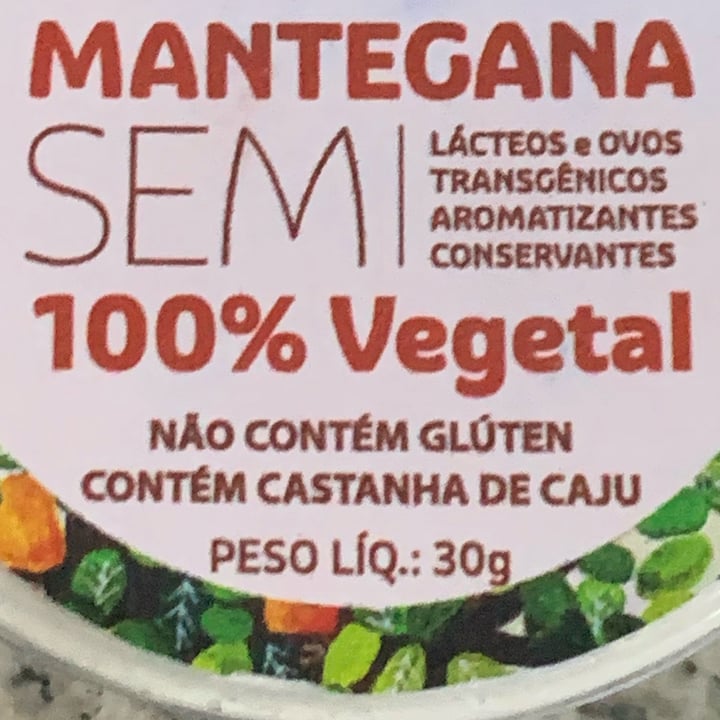 MANTEGANA
SEM
LÁCTEOS e OVOS
TRANSGÊNICOS
AROMATIZANTES
CONSERVANTES
100% Vegetal
NÃO CONTÉM GLÚTEN
CONTÉM CASTANHA DE CAJU
PESO LÍQ.: 30g